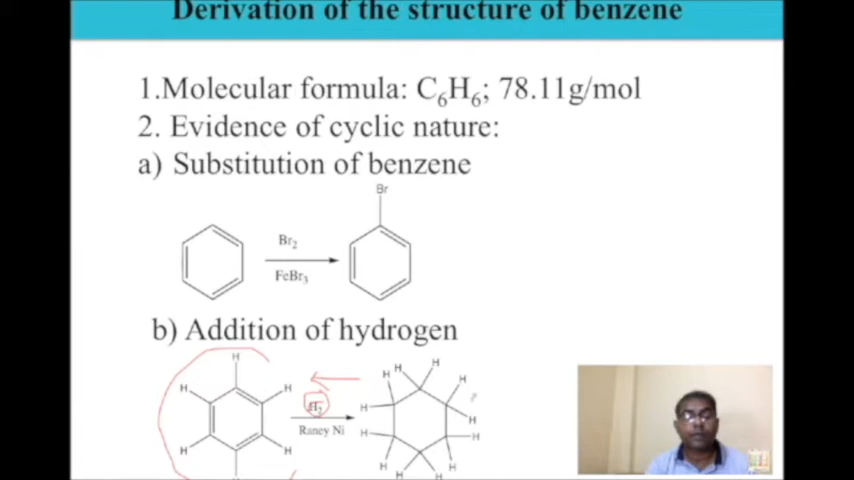 Derivation of the structure of benzene
1.Molecular formula: C6H6; 78.11g/mol
2. Evidence of cyclic nature:
a) Substitution of benzene
Br
Br2
FeBr3
b) Addition of hydrogen
H
H
H
H
H
H2
Raney Ni
H
H
H
H
H
H
H
H
H
H
H
H